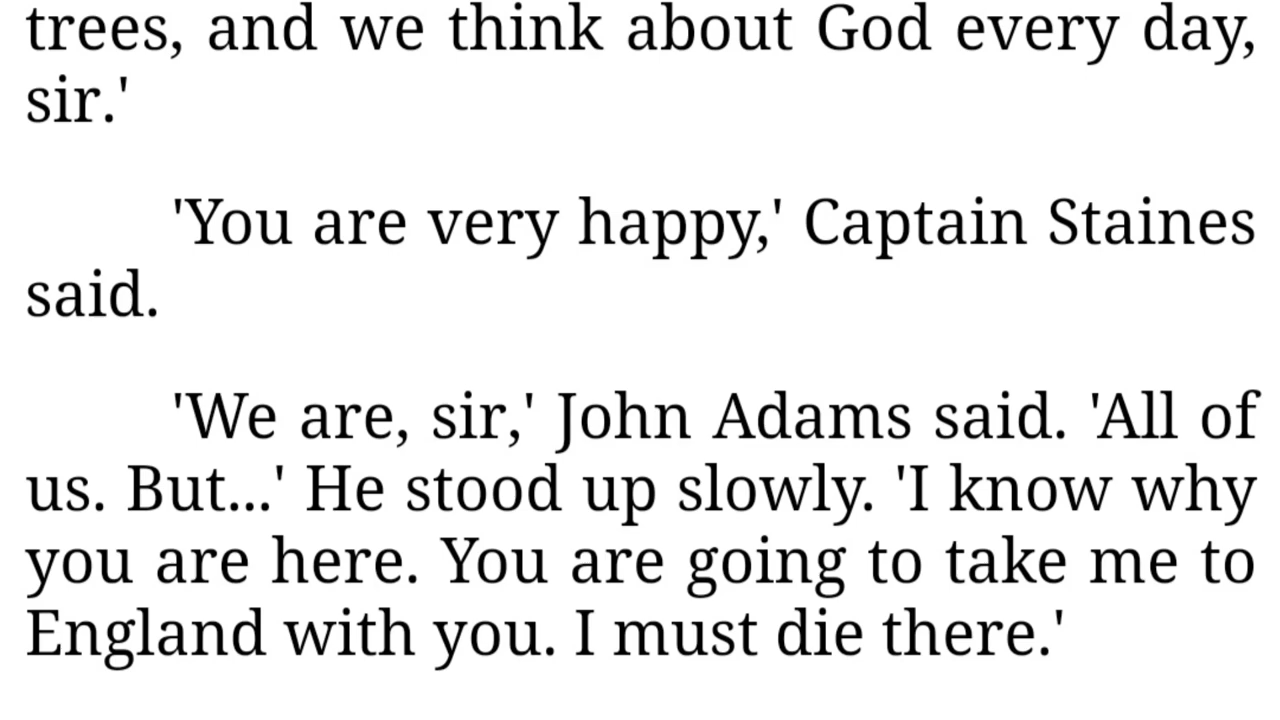 trees, and we think about God every day,
sir.'
'You are very happy,' Captain Staines
said.
'We are, sir,' John Adams said. 'All of
us. But...' He stood up slowly. 'I know why
you are here. You are going to take me to
England with you. I must die there.'